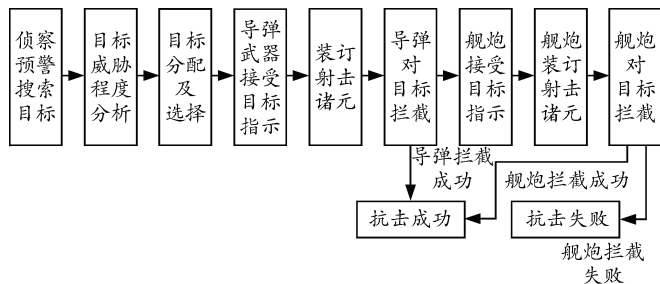 侦察
预警
搜索
目标
目标
威胁
程度
分析
目标
分配
及
选择
导弹
武器
接受
目标
指示
装订
射击
诸元
导弹
对
目标
拦截
舰炮
接受
目标
指示
舰炮
装订
射击
诸元
舰炮
对
目标
拦截
导弹拦截
成功
舰炮拦截成功
抗击成功
抗击失败
舰炮拦截
失败